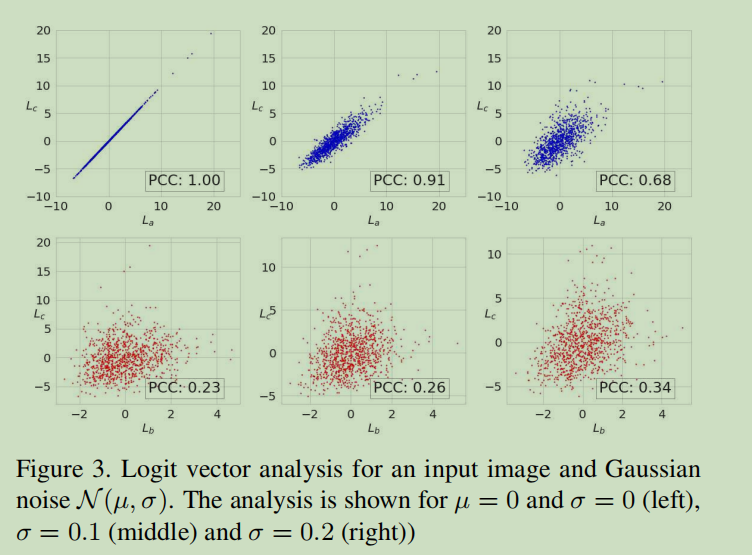 20
15
10
L_c 5
0
−5
−10
PCC: 1.00
−10 0 10 20
L_a
20
15
10
L_c 5
0
−5
−10
PCC: 0.91
−10 0 10 20
L_a
20
15
10
L_c 5
0
−5
−10
PCC: 0.68
−10 0 10 20
L_a
20
15
10
L_c
5
0
−5
PCC: 0.23
−2 0 2 4
L_b
10
L_c 5
0
−5
PCC: 0.26
−2 0 2 4
L_b
10
5
L_c
0
−5
PCC: 0.34
−2 0 2 4
L_b
Figure 3. Logit vector analysis for an input image and Gaussian
noise 𝒩(μ, σ). The analysis is shown for μ = 0 and σ = 0 (left),
σ = 0.1 (middle) and σ = 0.2 (right))